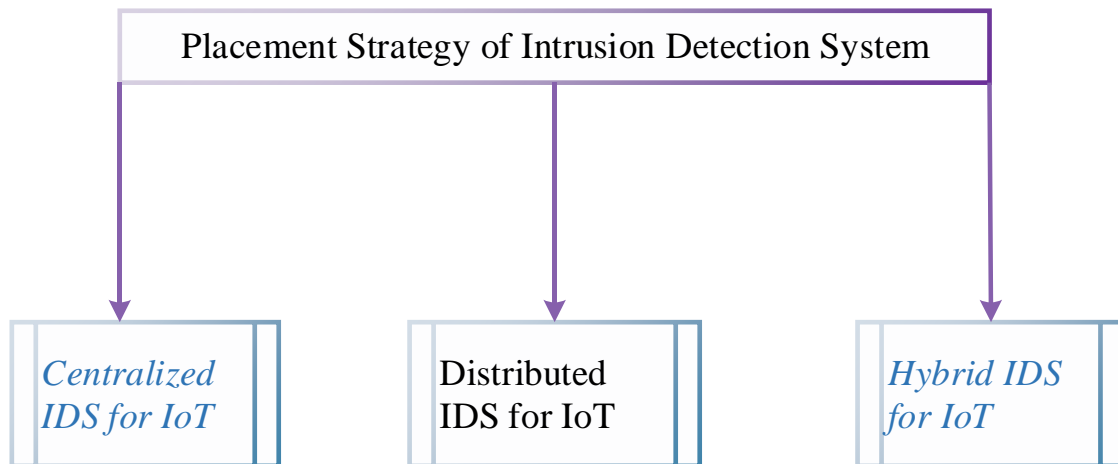 Placement Strategy of Intrusion Detection System
Centralized
IDS for IoT
Distributed
IDS for IoT
Hybrid IDS
for IoT